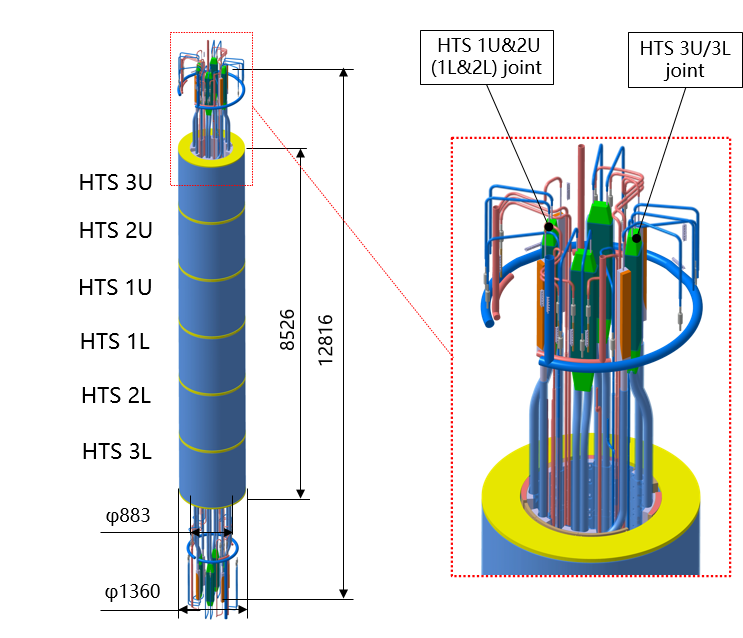 HTS 1U&2U
(1L&2L) joint
HTS 3U/3L
joint
HTS 3U
HTS 2U
HTS 1U
HTS 1L
HTS 2L
HTS 3L
8526
12816
φ883
φ1360